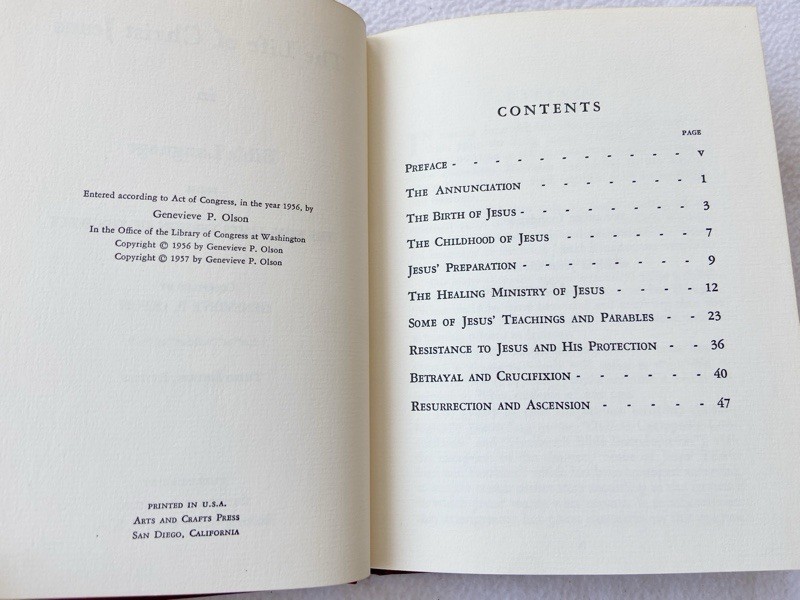 Entered according to Act of Congress, in the year 1956, by
Genevieve P. Olson
In the Office of the Library of Congress at Washington
Copyright © 1956 by Genevieve P. Olson
Copyright © 1957 by Genevieve P. Olson
PRINTED IN U.S.A.
ARTS AND CRAFTS PRESS
SAN DIEGO, CALIFORNIA
CONTENTS
PAGE
PREFACE - - - - - - - - - - - v
THE ANNUNCIATION - - - - - - - 1
THE BIRTH OF JESUS - - - - - - - - 3
THE CHILDHOOD OF JESUS - - - - - - 7
JESUS' PREPARATION - - - - - - - - 9
THE HEALING MINISTRY OF JESUS - - - - 12
SOME OF JESUS' TEACHINGS AND PARABLES - - 23
RESISTANCE TO JESUS AND HIS PROTECTION - - 36
BETRAYAL AND CRUCIFIXION - - - - - - 40
RESURRECTION AND ASCENSION - - - - - 47